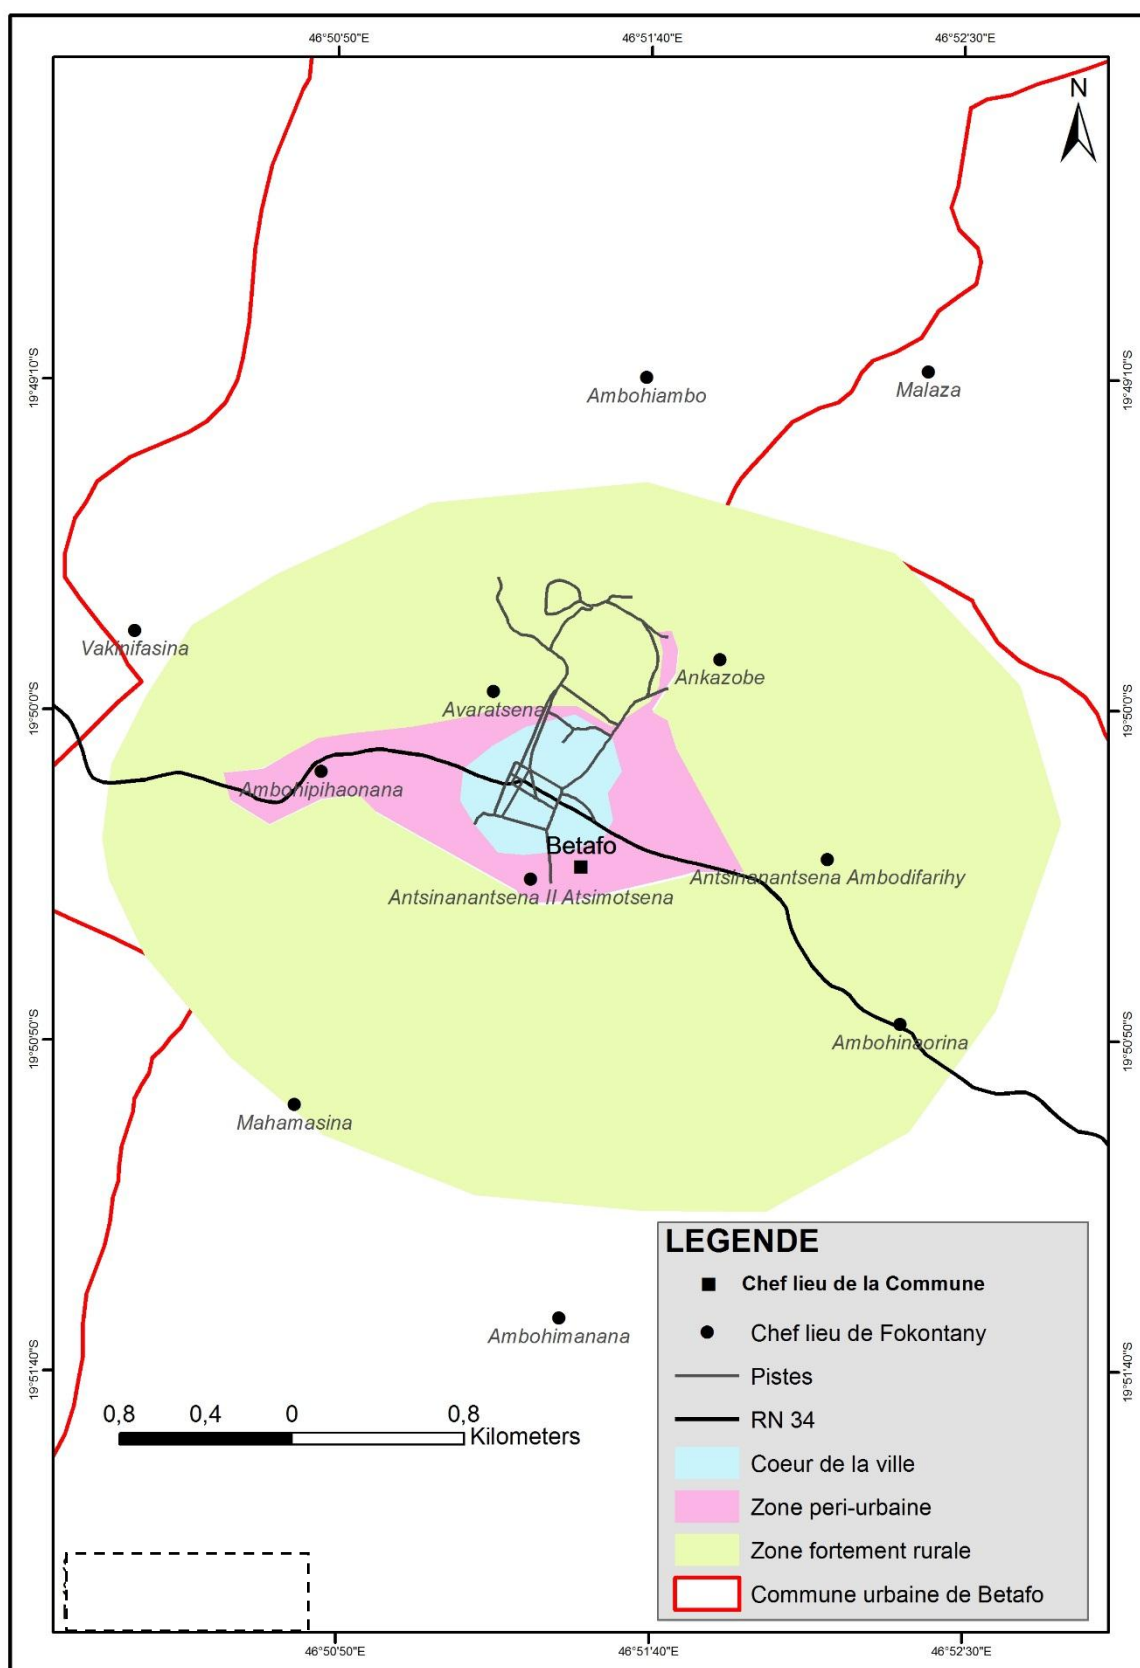 46°50'50"E
46°51'40"E
46°52'30"E
N
19°49'10"S
19°49'10"S
Ambohiambo
Malaza
Vakinifasina
Ankazobe
Avaratsena
19°50'0"S
19°50'0"S
Ambohipihaonana
Betafo
Antsinanantsena II Atsimotsena
Antsinanantsena Ambodifarihy
19°50'50"S
19°50'50"S
Ambohinaorina
Mahamasina
Ambohimanana
19°51'40"S
19°51'40"S
0,8 0,4 0 0,8
Kilometers
LEGENDE
Chef lieu de la Commune
Chef lieu de Fokontany
Pistes
RN 34
Coeur de la ville
Zone peri-urbaine
Zone fortement rurale
Commune urbaine de Betafo
46°50'50"E
46°51'40"E
46°52'30"E